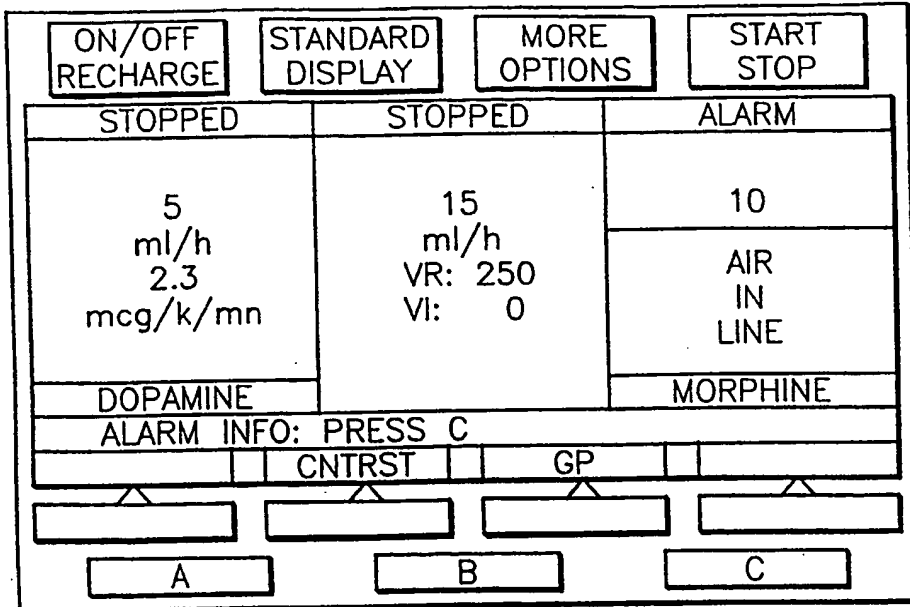 ON/OFF
RECHARGE
STANDARD
DISPLAY
MORE
OPTIONS
START
STOP
STOPPED
5
ml/h
2.3
mcg/k/mn
DOPAMINE
STOPPED
15
ml/h
VR: 250
VI: 0
ALARM
10
AIR
IN
LINE
MORPHINE
ALARM INFO: PRESS C
CNTRST
GP
A
B
C